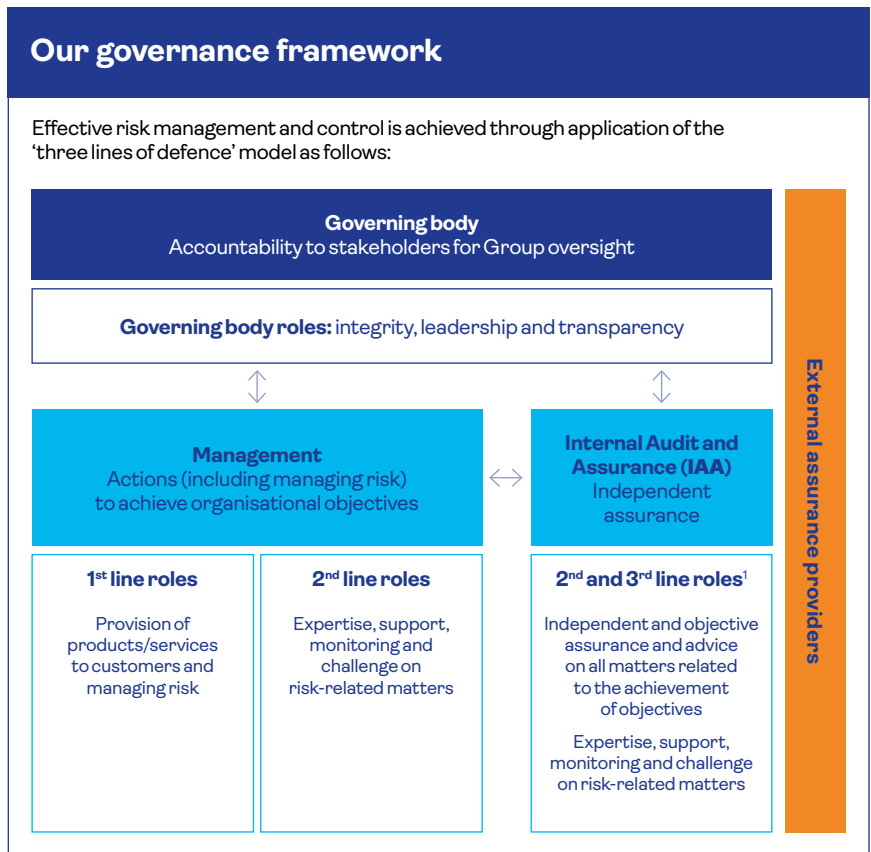 Our governance framework
Effective risk management and control is achieved through application of the
‘three lines of defence’ model as follows:
Governing body
Accountability to stakeholders for Group oversight
Governing body roles: integrity, leadership and transparency
Management
Actions (including managing risk)
to achieve organisational objectives
Internal Audit and
Assurance (IAA)
Independent
assurance
1st line roles
Provision of
products/services
to customers and
managing risk
2nd line roles
Expertise, support,
monitoring and
challenge on
risk-related matters
2nd and 3rd line roles1
Independent and objective
assurance and advice
on all matters related
to the achievement
of objectives
Expertise, support,
monitoring and challenge
on risk-related matters
External assurance providers